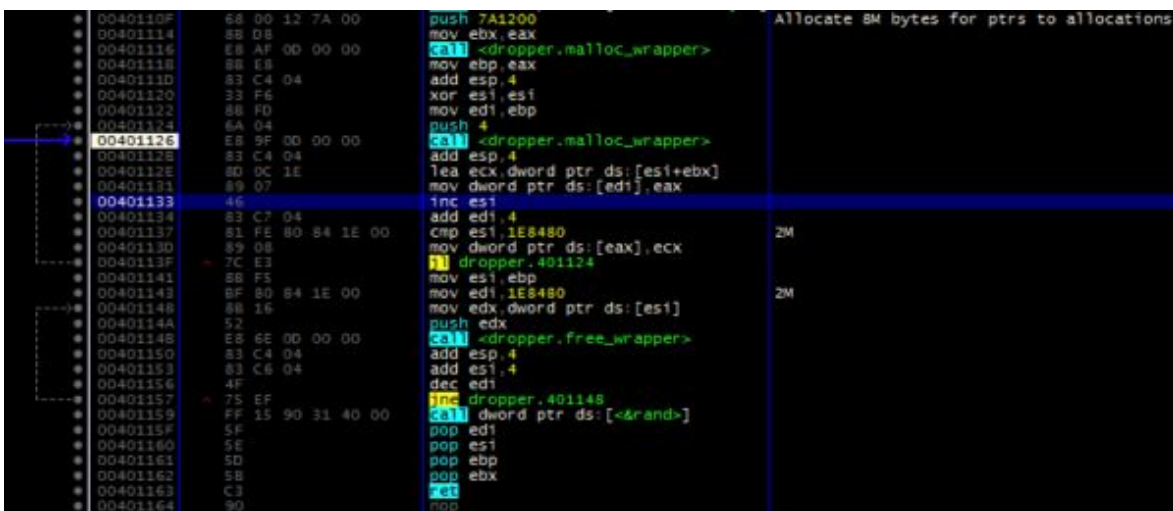 0040110F 68 00 12 7A 00 push 7A1200 Allocate 8M bytes for ptrs to allocations
00401114 8B D8 mov ebx,eax
00401116 E8 AF 0D 00 00 call <dropper.malloc_wrapper>
0040111B 8B E8 mov ebp,eax
0040111D 83 C4 04 add esp,4
00401120 33 F6 xor esi,esi
00401122 8B FD mov edi,ebp
00401124 6A 04 push 4
00401126 E8 9F 0D 00 00 call <dropper.malloc_wrapper>
0040112B 83 C4 04 add esp,4
0040112E 8D 0C 1E lea ecx,dword ptr ds:[esi+ebx]
00401131 89 07 mov dword ptr ds:[edi],eax
00401133 46 inc esi
00401134 83 C7 04 add edi,4
00401137 81 FE 80 84 1E 00 cmp esi,1E8480 2M
0040113D 89 08 mov dword ptr ds:[eax],ecx
0040113F 7C E3 jl dropper.401124
00401141 8B F5 mov esi,ebp
00401143 BF 80 84 1E 00 mov edi,1E8480 2M
00401148 8B 16 mov edx,dword ptr ds:[esi]
0040114A 52 push edx
0040114B E8 6E 0D 00 00 call <dropper.free_wrapper>
00401150 83 C4 04 add esp,4
00401153 83 C6 04 add esi,4
00401156 4F dec edi
00401157 75 EF jne dropper.401148
00401159 FF 15 90 31 40 00 call dword ptr ds:[<&rand>]
0040115F 5F pop edi
00401160 5E pop esi
00401161 5D pop ebp
00401162 5B pop ebx
00401163 C3 ret
00401164 90 nop